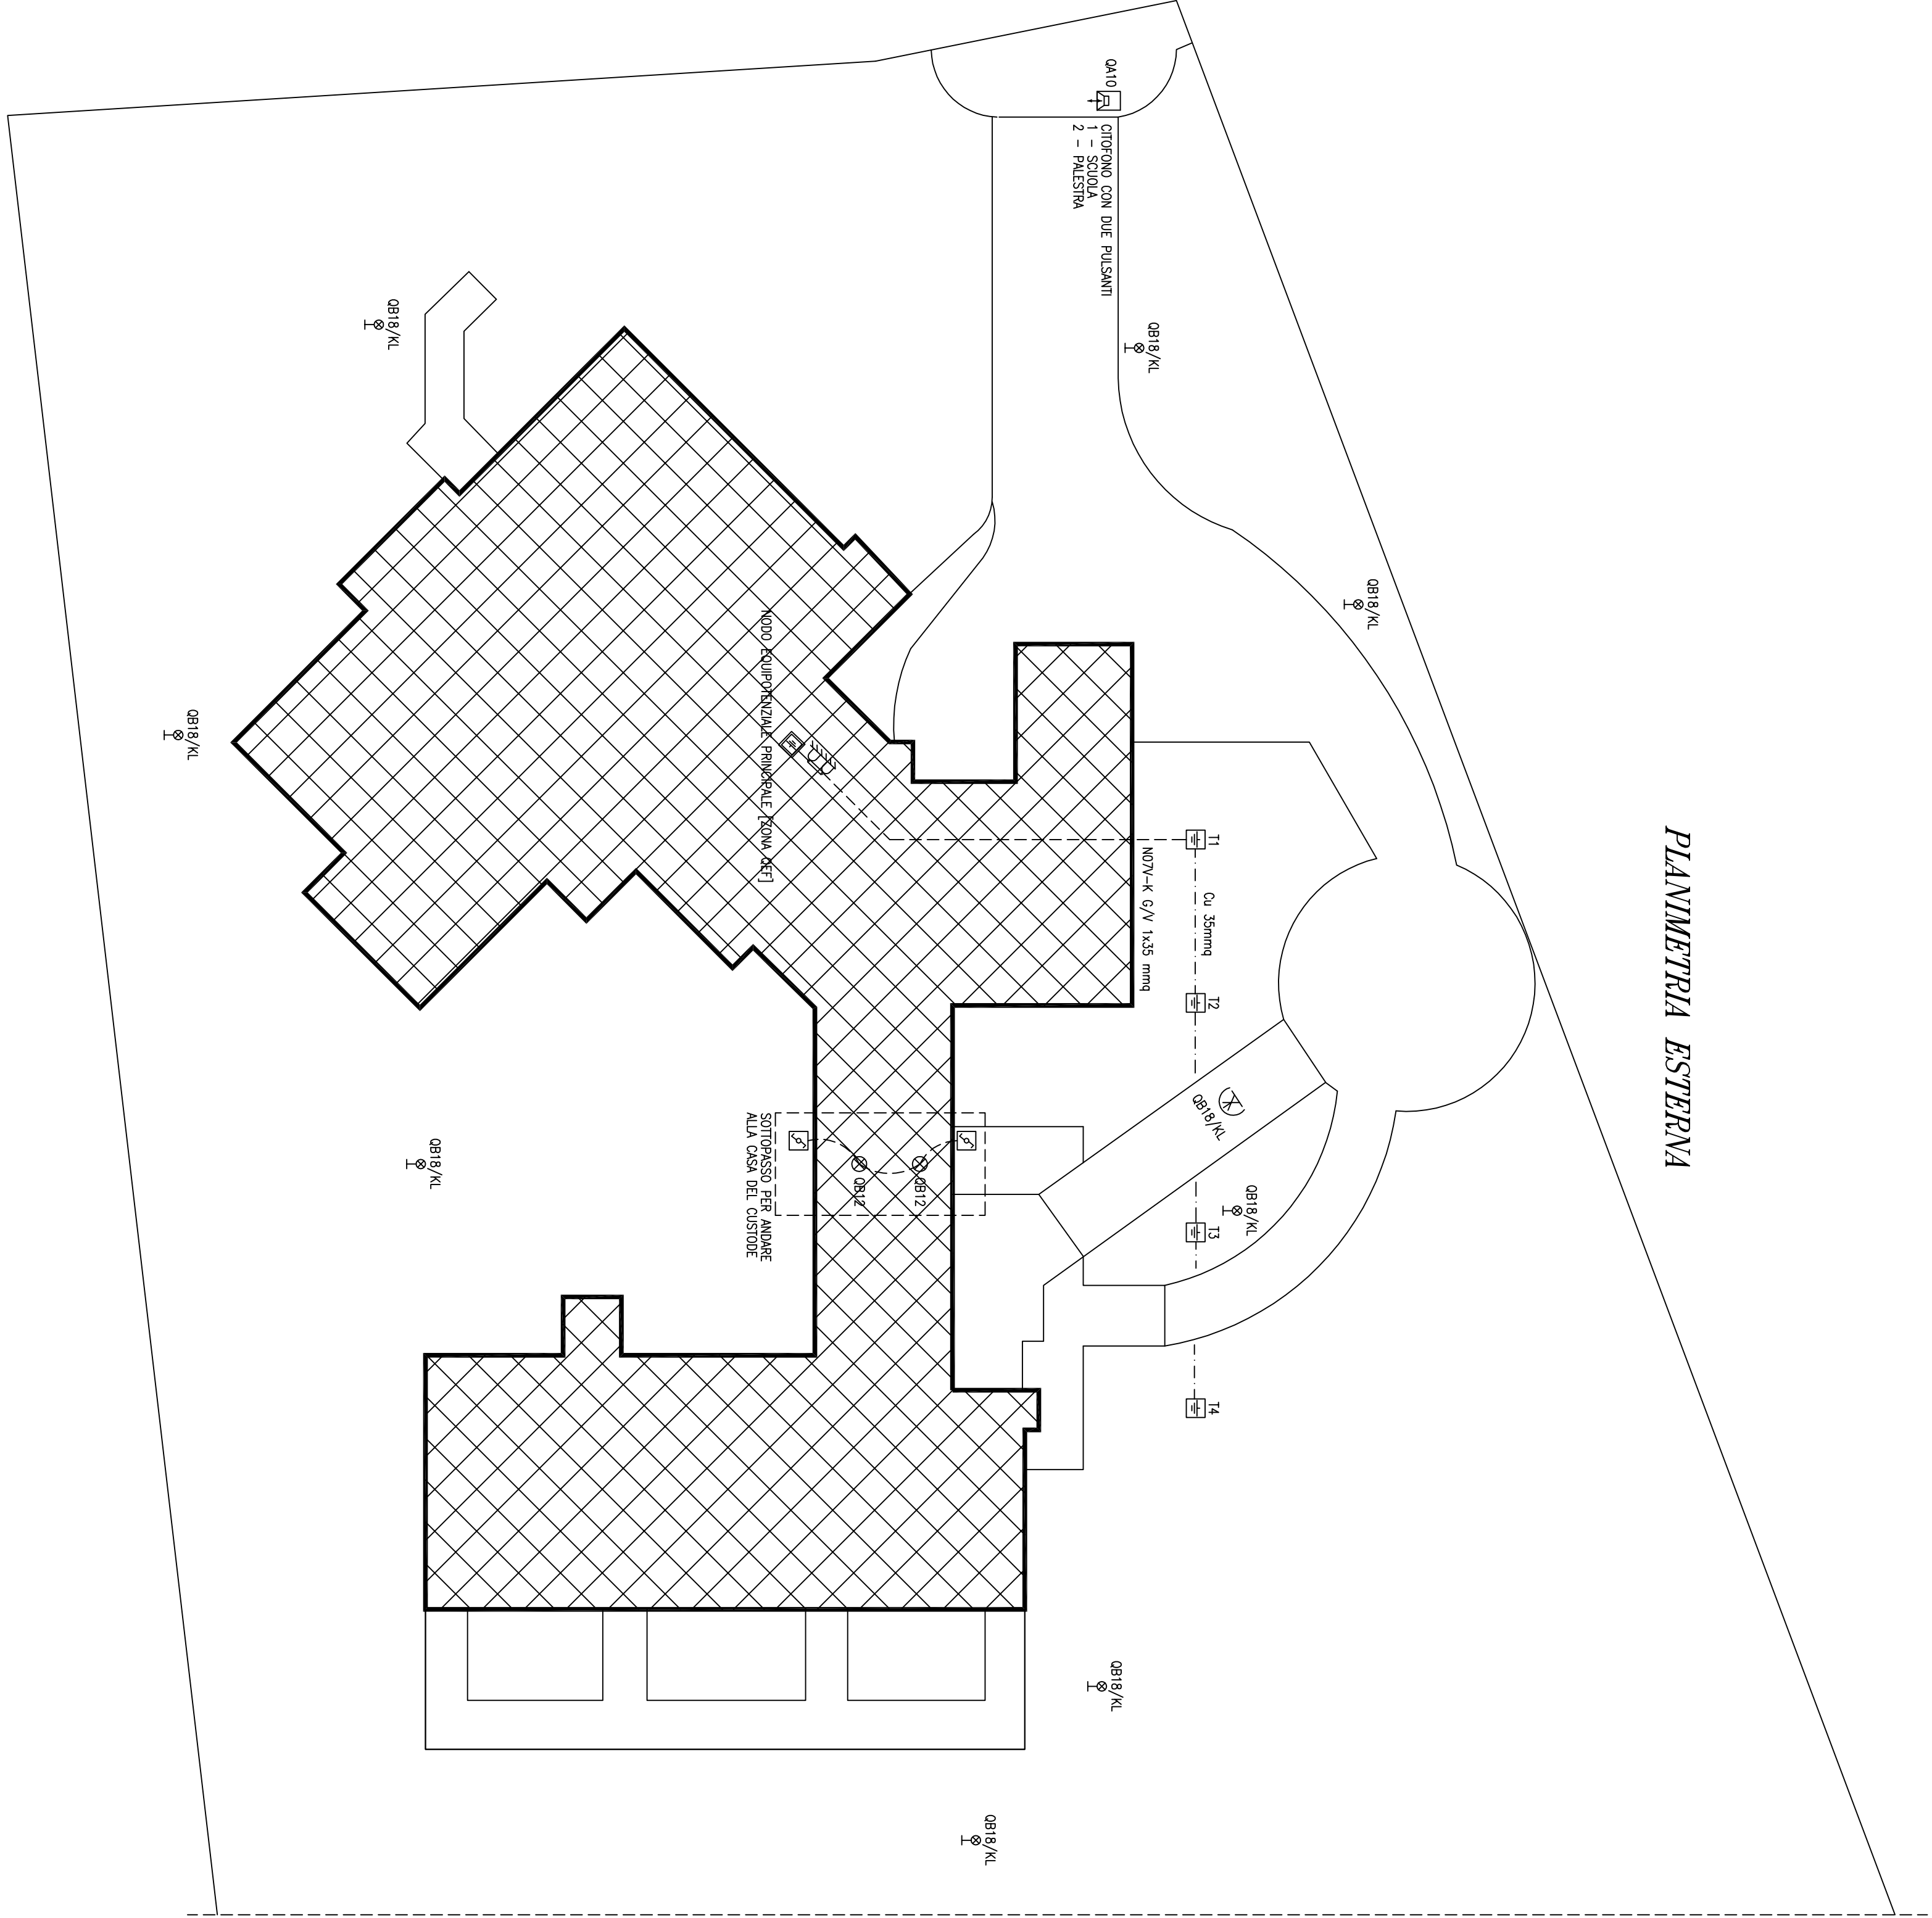 PLANIMETRIA ESTERNA
QA10
CITOFONO CON DUE PULSANTI
1 - SCUOLA
2 - PALESTRA
QB18/KL
QB18/KL
QB18/KL
QB18/KL
NODO EQUIPOTENZIALE PRINCIPALE [ZONA QEF]
T1
N07V-K G/V 1x35 mmq
Cu 35mmq
T2
QB18/KL
QB18/KL
QB18/KL
T3
QB12
QB12
SOTTOPASSO PER ANDARE
ALLA CASA DEL CUSTODE
T4
QB18/KL
QB18/KL